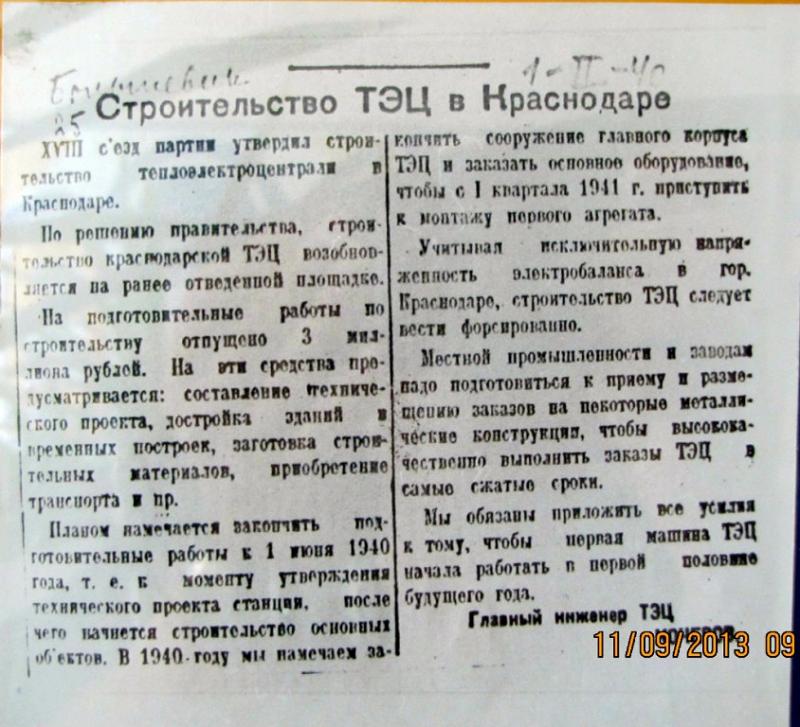 Большевик 1-II-40
25
Строительство ТЭЦ в Краснодаре
XVIII с'езд партии утвердил строи-
тельство теплоэлектроцентрали в
Краснодаре.
По решению правительства, строи-
тельство краснодарской ТЭЦ возобнов-
ляется на ранее отведенной площадке.
На подготовительные работы по
строительству отпущено 3 мил-
лиона рублей. На эти средства пре-
дусматривается: составление техниче-
ского проекта, достройка зданий и
временных построек, заготовка строи-
тельных материалов, приобретение
транспорта и пр.
Планом намечается закончить под-
готовительные работы к 1 июня 1940
года, т. е. к моменту утверждения
технического проекта станции, после
чего начнется строительство основных
об'ектов. В 1940 году мы намечаем за-
кончить сооружение главного корпуса
ТЭЦ и заказать основное оборудование,
чтобы с I квартала 1941 г. приступить
к монтажу первого агрегата.
Учитывая исключительную напря-
женность электробаланса в гор.
Краснодаре, строительство ТЭЦ следует
вести форсированно.
Местной промышленности и заводам
надо подготовиться к приему и разме-
щению заказов на некоторые металли-
ческие конструкции, чтобы высокока-
чественно выполнить заказы ТЭЦ в
самые сжатые сроки.
Мы обязаны приложить все усилия
к тому, чтобы первая машина ТЭЦ
начала работать в первой половине
будущего года.
Главный инженер ТЭЦ
11/09/2013 09